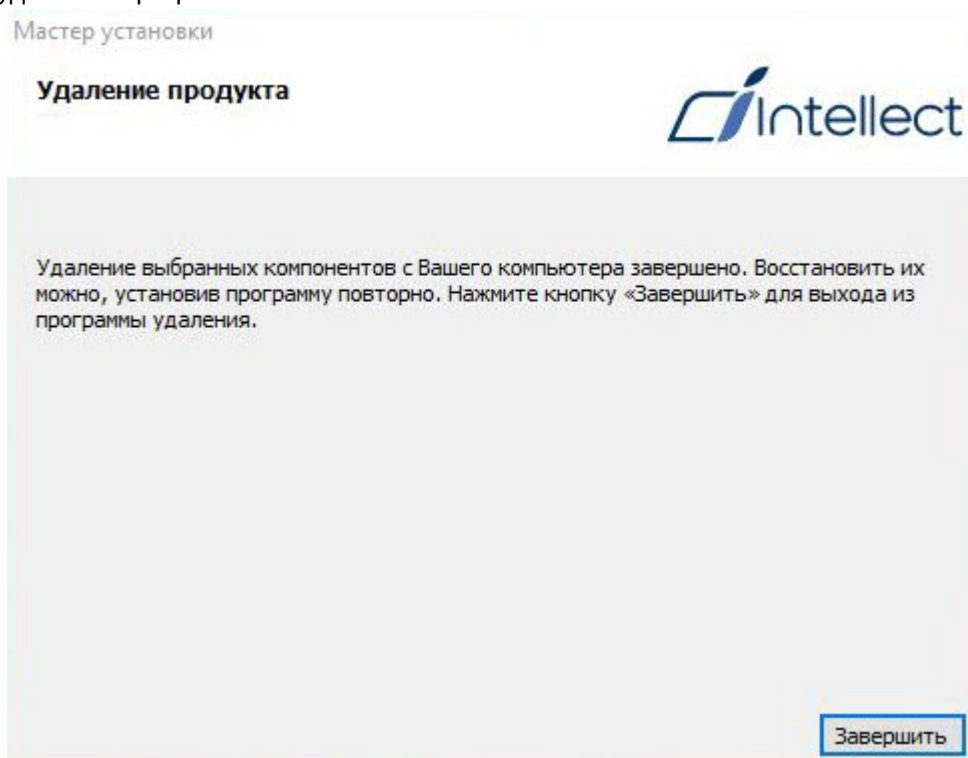 Мастер установки
Удаление продукта
Intellect
Удаление выбранных компонентов с Вашего компьютера завершено. Восстановить их
можно, установив программу повторно. Нажмите кнопку «Завершить» для выхода из
программы удаления.
Завершить